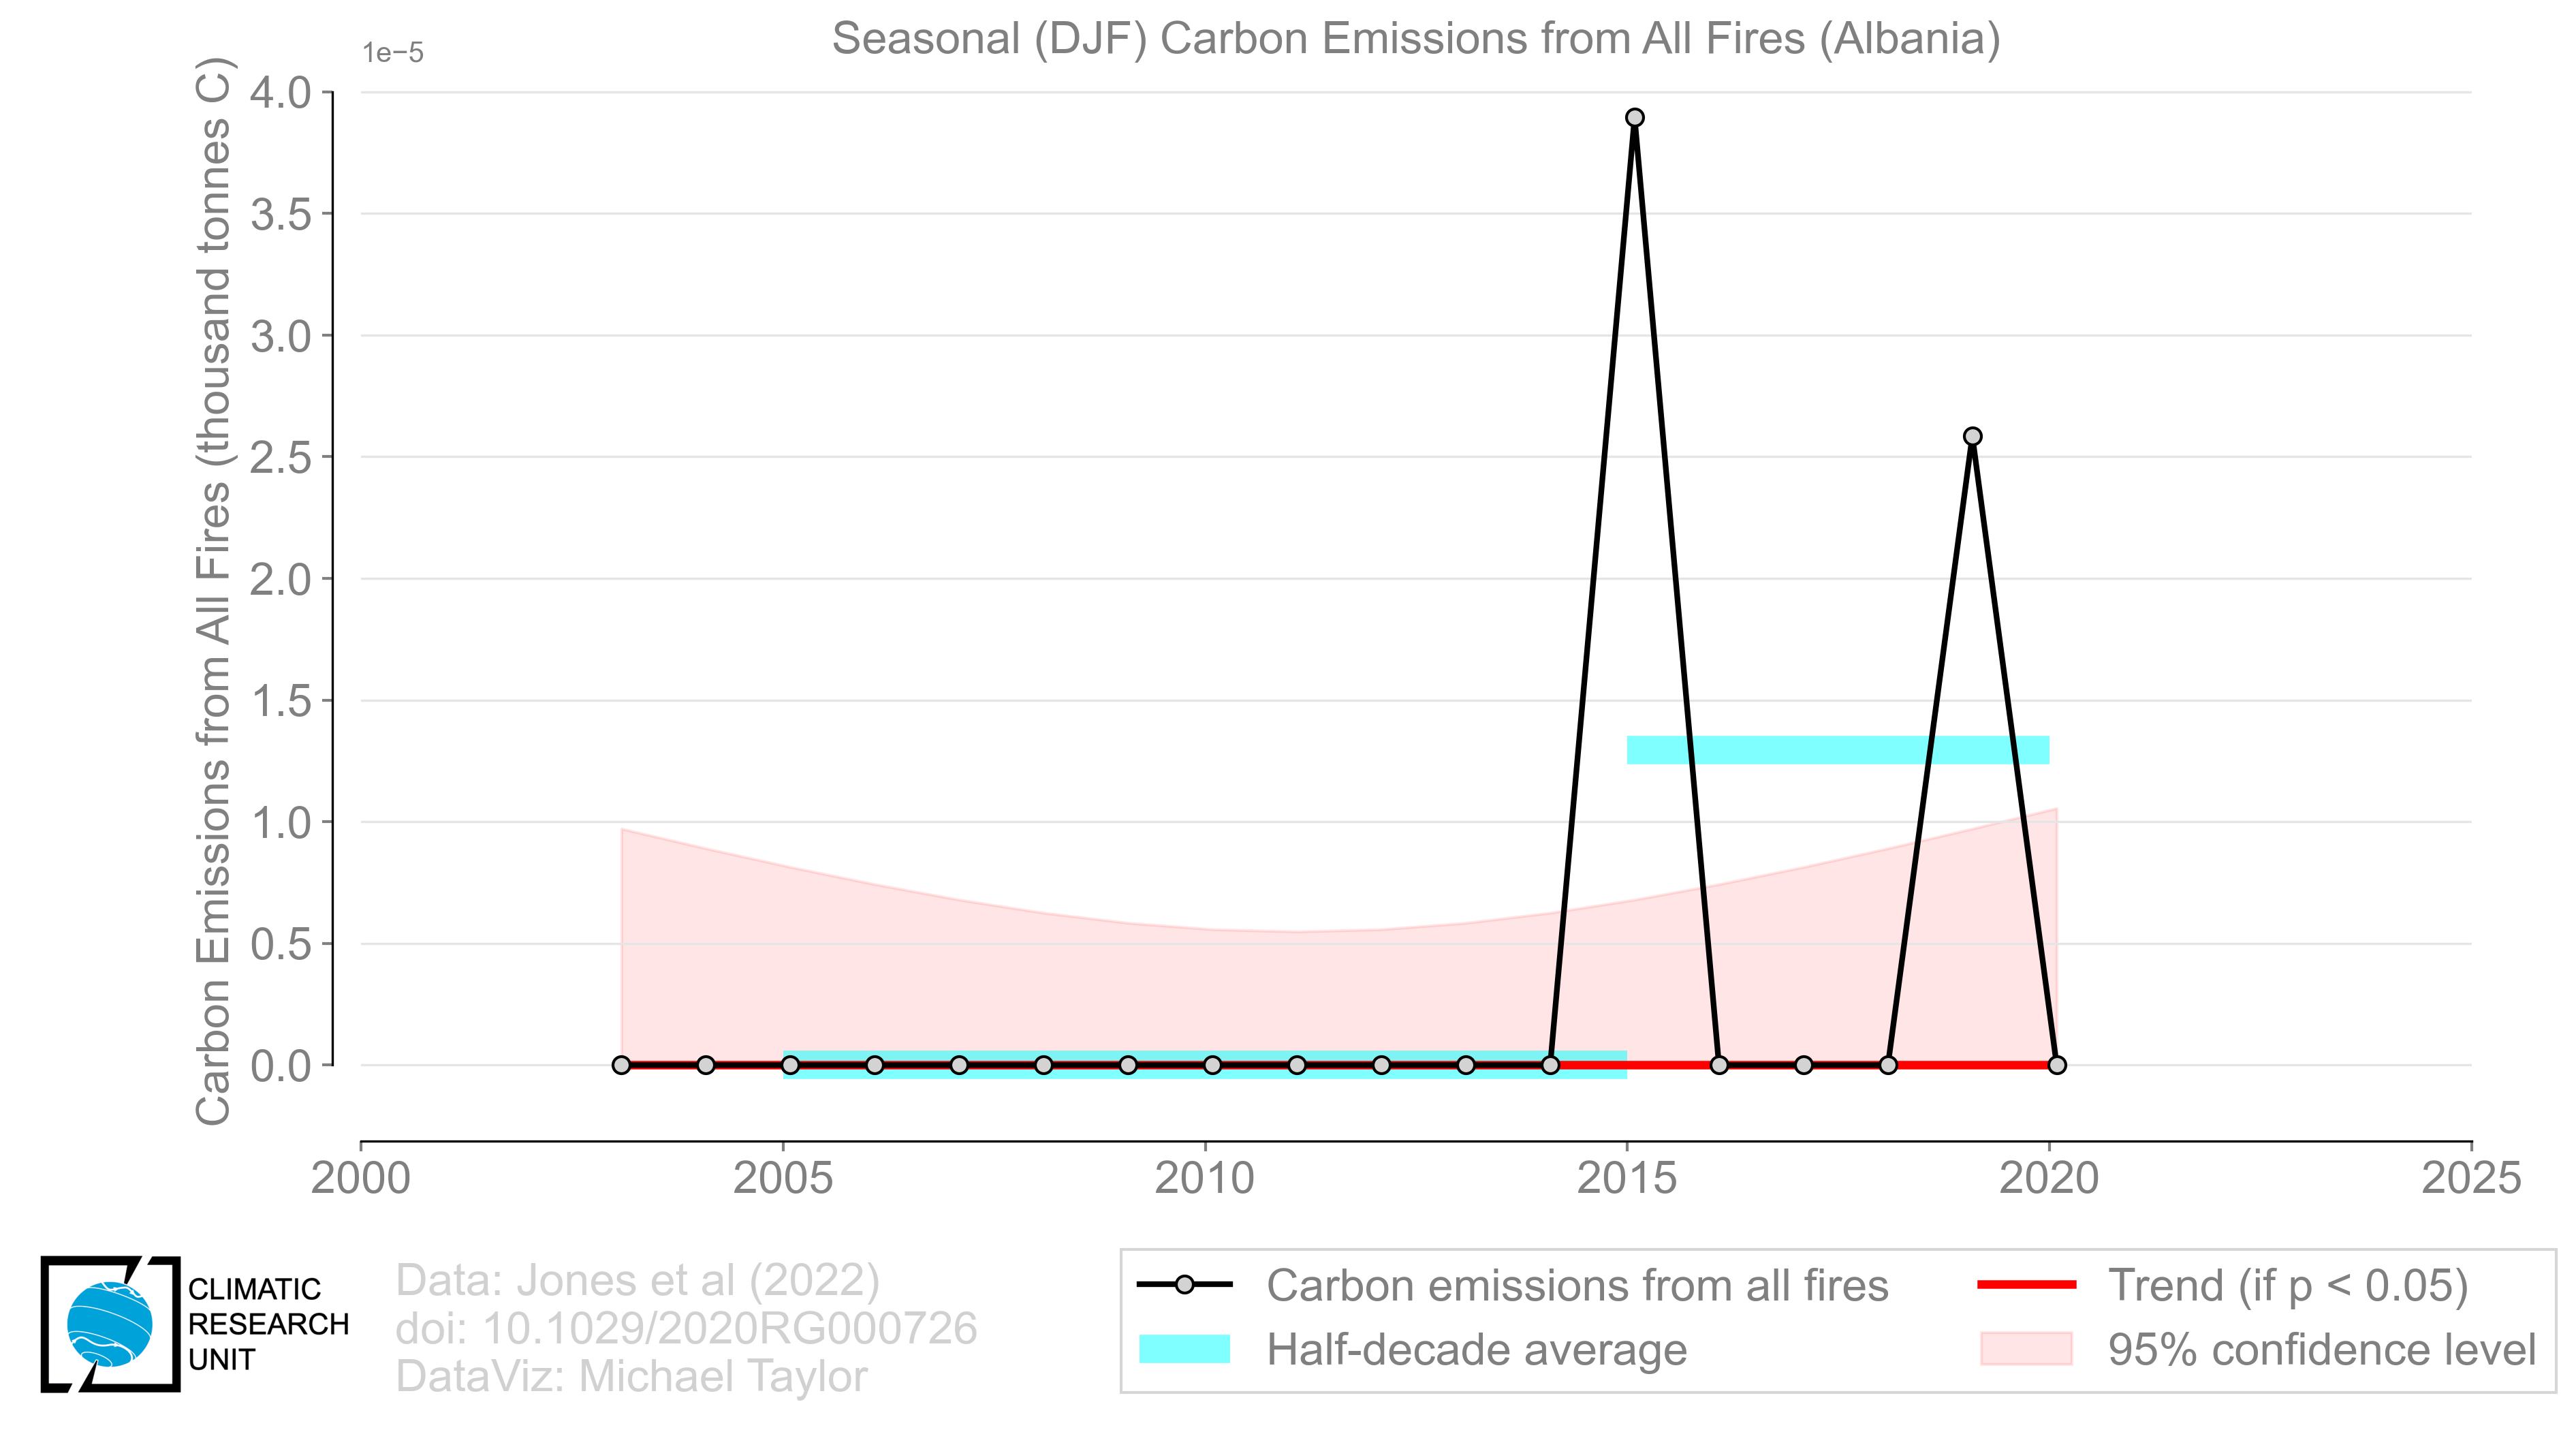 Seasonal (DJF) Carbon Emissions from All Fires (Albania)
1e−5
Carbon Emissions from All Fires (thousand tonnes C)
4.0
3.5
3.0
2.5
2.0
1.5
1.0
0.5
0.0
2000
2005
2010
2015
2020
2025
CLIMATIC
RESEARCH
UNIT
Data: Jones et al (2022)
doi: 10.1029/2020RG000726
DataViz: Michael Taylor
Carbon emissions from all fires
Half-decade average
Trend (if p < 0.05)
95% confidence level